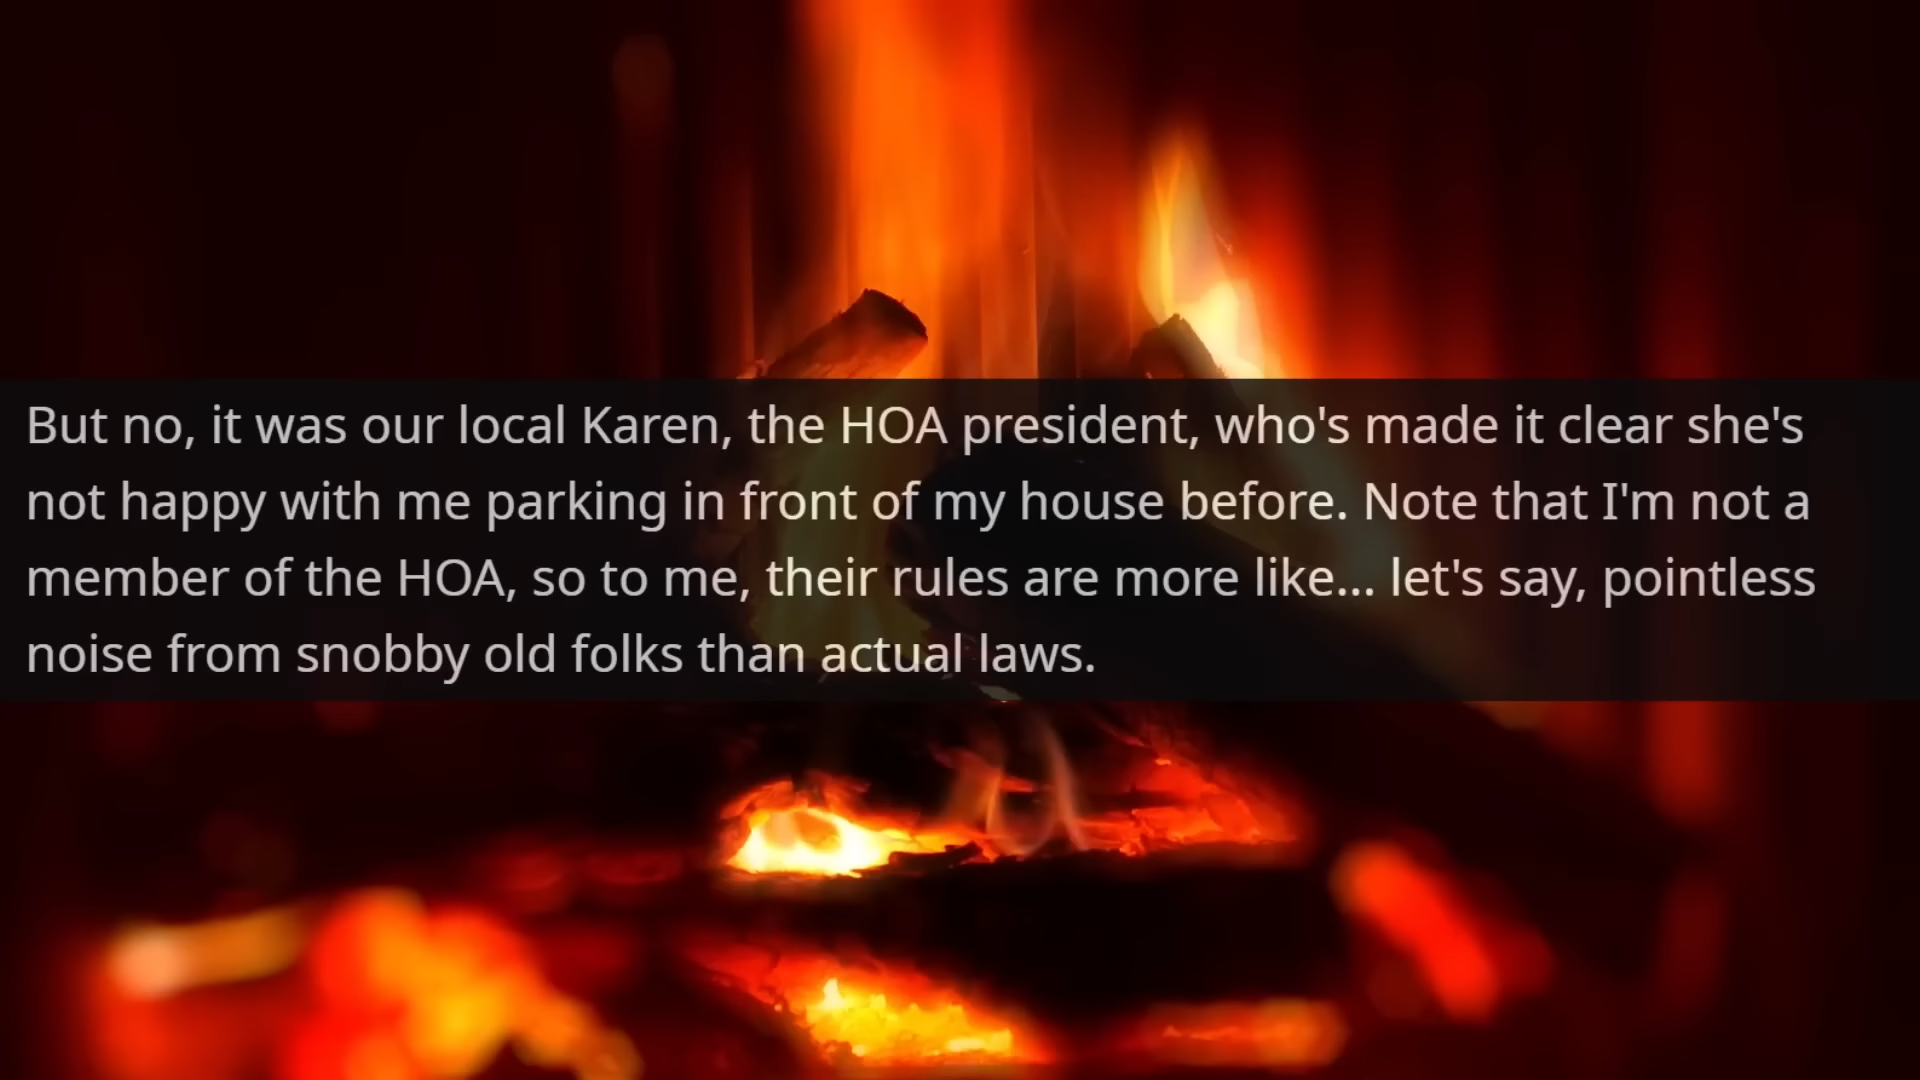 But no, it was our local Karen, the HOA president, who's made it clear she's
not happy with me parking in front of my house before. Note that I'm not a
member of the HOA, so to me, their rules are more like... let's say, pointless
noise from snobby old folks than actual laws.